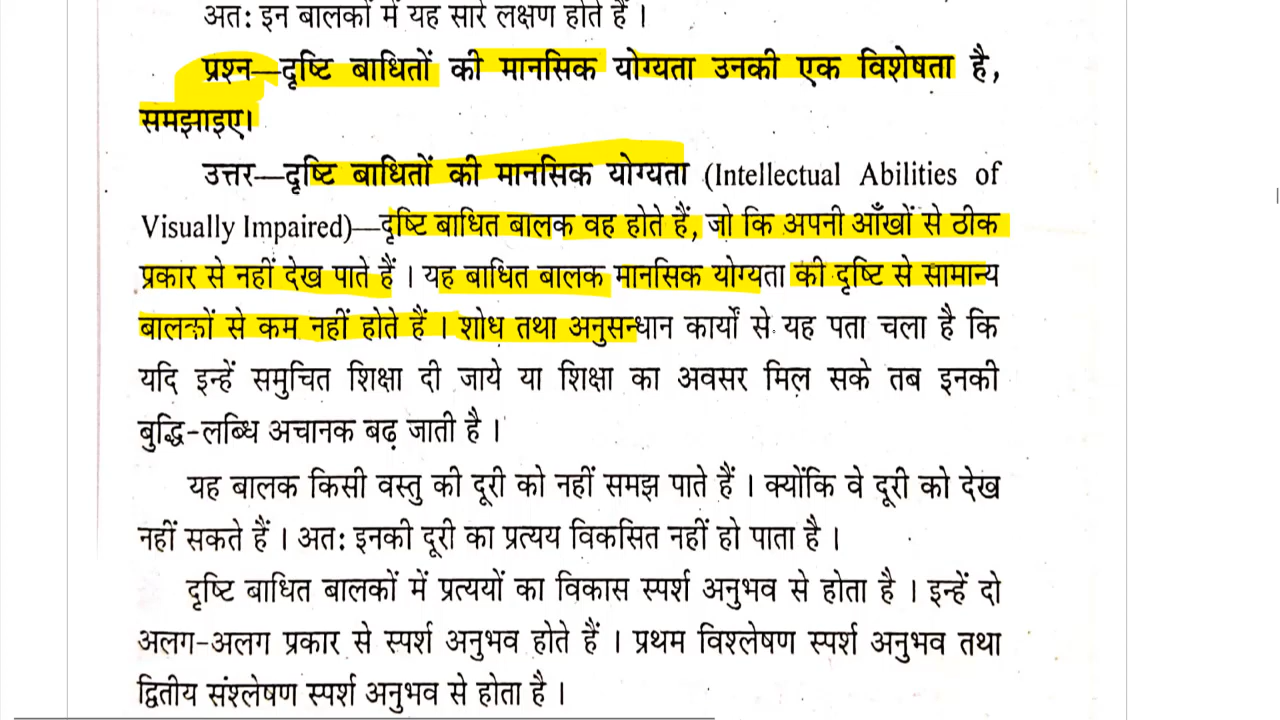 अत: इन बालकों में यह सारे लक्षण होते हैं ।
प्रश्न—दृष्टि बाधितों की मानसिक योग्यता उनकी एक विशेषता है,
समझाइए।
उत्तर—दृष्टि बाधितों की मानसिक योग्यता (Intellectual Abilities of
Visually Impaired)—दृष्टि बाधित बालक वह होते हैं, जो कि अपनी आँखों से ठीक
प्रकार से नहीं देख पाते हैं । यह बाधित बालक मानसिक योग्यता की दृष्टि से सामान्य
बालकों से कम नहीं होते हैं । शोध तथा अनुसन्धान कार्यों से यह पता चला है कि
यदि इन्हें समुचित शिक्षा दी जाये या शिक्षा का अवसर मिल सके तब इनकी
बुद्धि-लब्धि अचानक बढ़ जाती है ।
यह बालक किसी वस्तु की दूरी को नहीं समझ पाते हैं । क्योंकि वे दूरी को देख
नहीं सकते हैं । अत: इनकी दूरी का प्रत्यय विकसित नहीं हो पाता है ।
दृष्टि बाधित बालकों में प्रत्ययों का विकास स्पर्श अनुभव से होता है । इन्हें दो
अलग-अलग प्रकार से स्पर्श अनुभव होते हैं । प्रथम विश्लेषण स्पर्श अनुभव तथा
द्वितीय संश्लेषण स्पर्श अनुभव से होता है ।